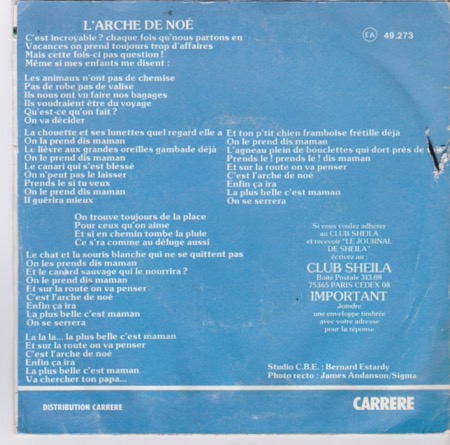 L'ARCHE DE NOÉ
EA 49.273
C'est incroyable ? chaque fois qu'nous partons en
Vacances on prend toujours trop d'affaires
Mais cette fois-ci pas question !
Même si mes enfants me disent :
Les animaux n'ont pas de chemise
Pas de robe pas de valise
Ils nous ont vu faire nos bagages
Ils voudraient être du voyage
Qu'est-ce qu'on fait ?
On va décider
La chouette et ses lunettes quel regard elle a
On la prend dis maman
Le lièvre aux grandes oreilles gambade déjà
On le prend dis maman
Le canari qui s'est blessé
On n'peut pas le laisser
Prends le si tu veux
On le prend dis maman
Il guérira mieux
Et ton p'tit chien framboise frétille déjà
On le prend dis maman
L'agneau plein de bouclettes qui dort près de
Prends le ! prends le ! dis maman
Et sur la route on va penser
C'est l'arche de noé
Enfin ça ira
La plus belle c'est maman
On se serrera
On trouve toujours de la place
Pour ceux qu'on aime
Et si en chemin tombe la pluie
Ce s'ra comme au déluge aussi
Le chat et la souris blanche qui ne se quittent pas
On les prends dis maman
Et le canard sauvage qui le nourrira ?
On le prend dis maman
Et sur la route on va penser
C'est l'arche de noé
Enfin ça ira
La plus belle c'est maman
On se serrera
La la la... la plus belle c'est maman
Et sur la route on va penser
C'est l'arche de noé
Enfin ça ira
La plus belle c'est maman
Va chercher ton papa...
Si vous voulez adhérer
au CLUB SHEILA
et recevoir "LE JOURNAL
DE SHEILA"
écrivez au :
CLUB SHEILA
Boite Postale 313.08
75365 PARIS CEDEX 08
IMPORTANT
Joindre
une enveloppe timbrée
avec votre adresse
pour la réponse
Studio C.B.E. : Bernard Estardy
Photo recto : James Andanson/Sigma
DISTRIBUTION CARRERE
CARRERE